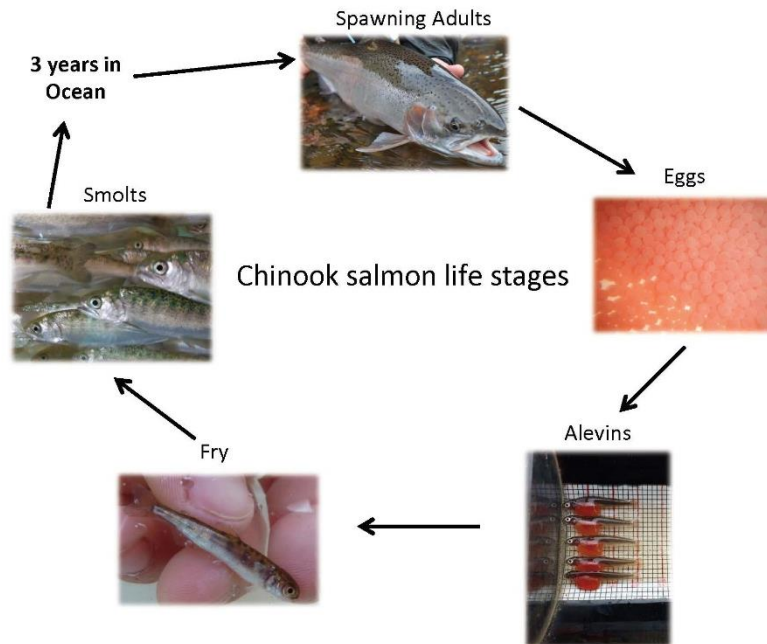 Spawning Adults
3 years in
Ocean
Eggs
Smolts
Chinook salmon life stages
Alevins
Fry